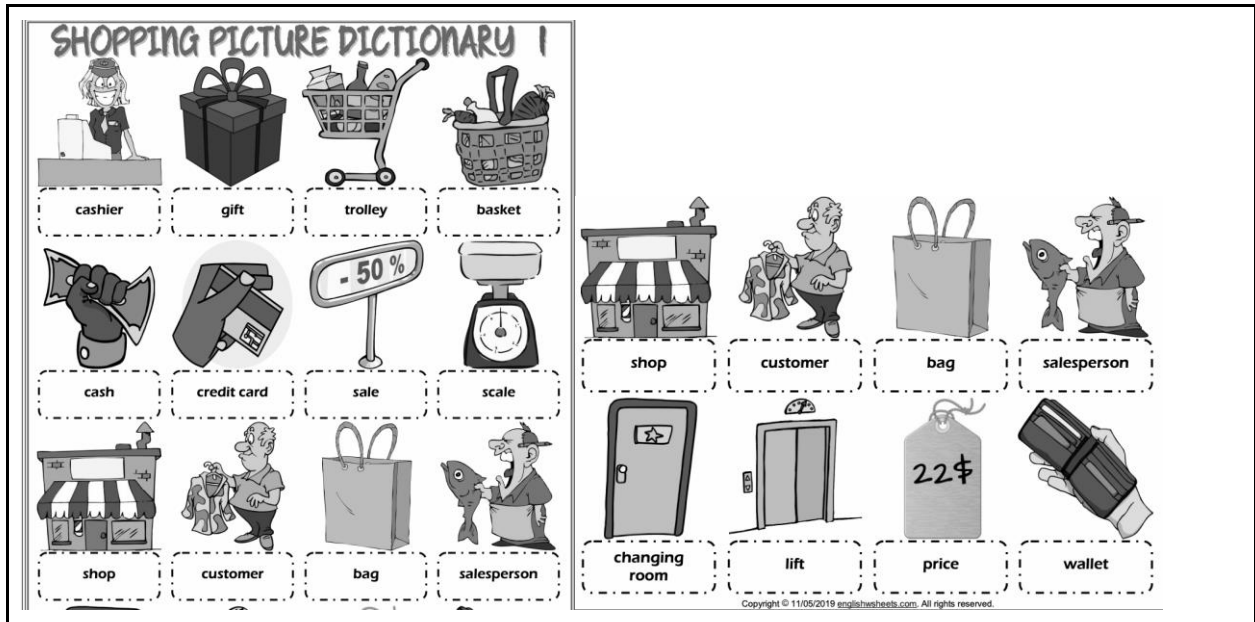 SHOPPING PICTURE DICTIONARY 1
cashier
gift
trolley
basket
- 50 %
cash
credit card
sale
scale
shop
customer
bag
salesperson
shop
customer
bag
salesperson
22$
changing
room
lift
price
wallet
Copyright © 11/05/2019 englishwsheets.com. All rights reserved.